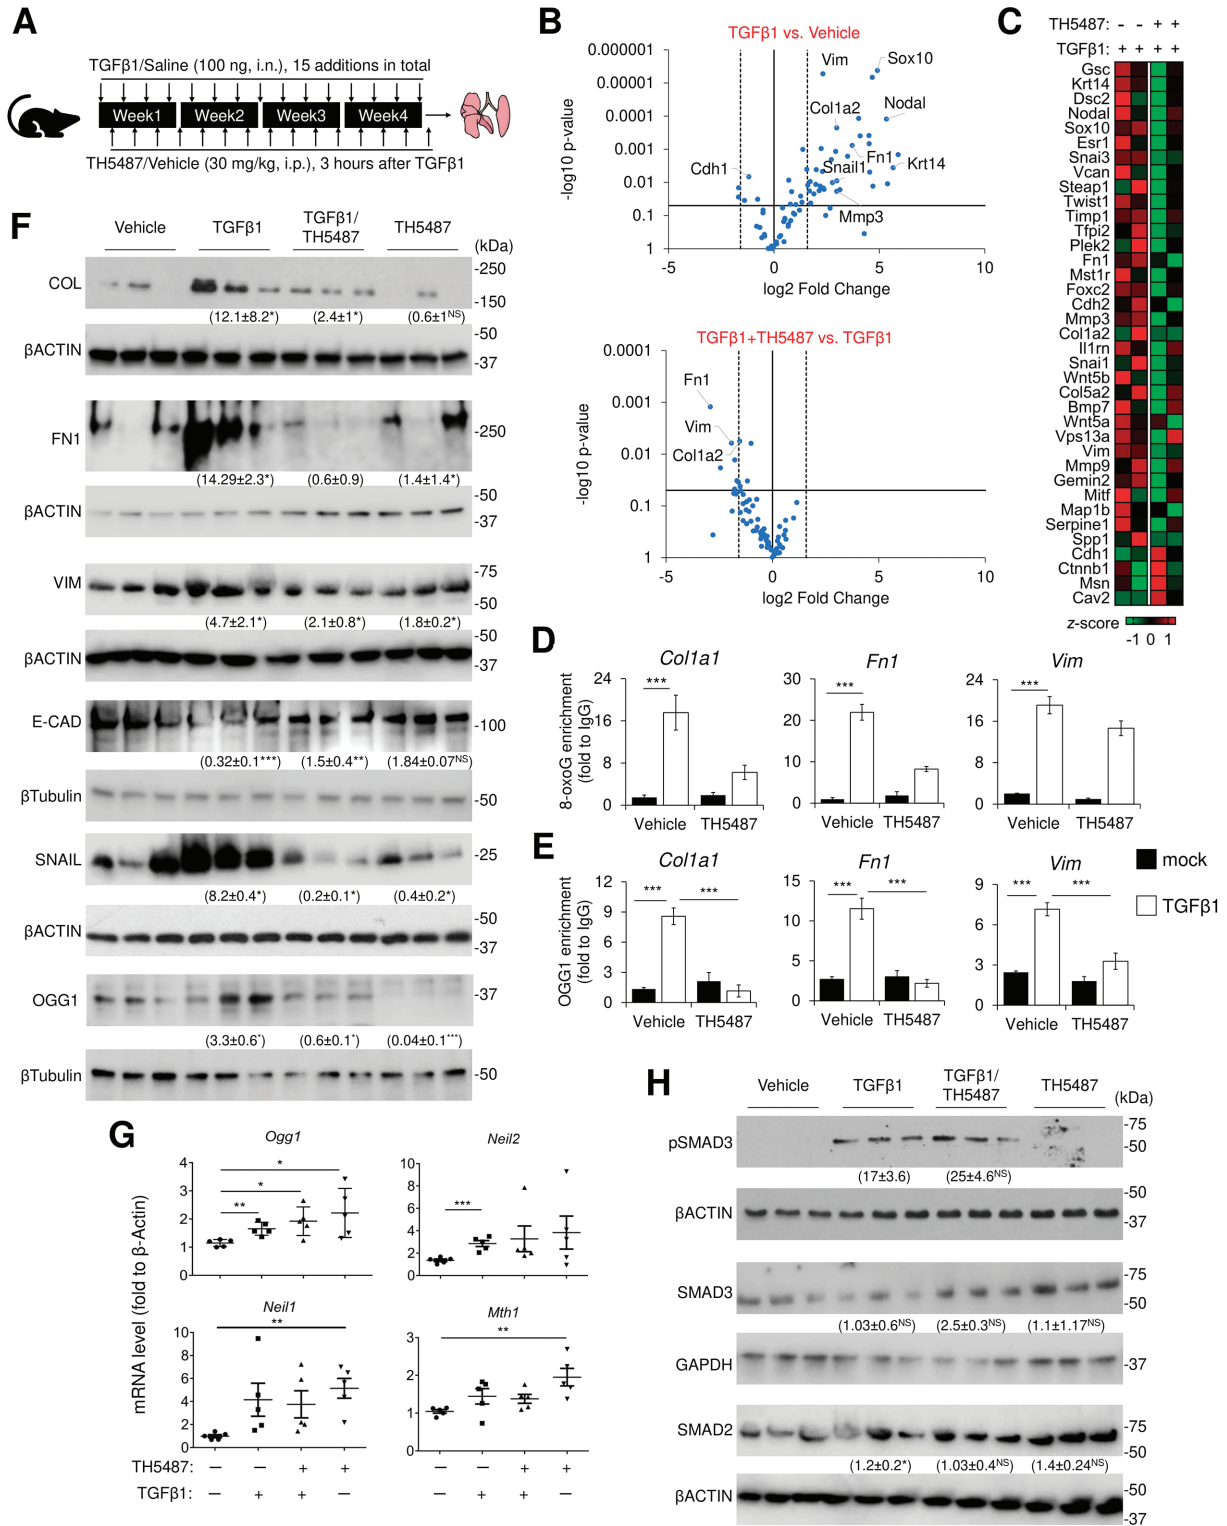 A
TGFβ1/Saline (100 ng, i.n.), 15 additions in total
Week1 Week2 Week3 Week4
TH5487/Vehicle (30 mg/kg, i.p.), 3 hours after TGFβ1
B
TGFβ1 vs. Vehicle
0.000001
0.00001
0.0001
0.001
0.01
0.1
1
-log10 p-value
Vim
Sox10
Col1a2
Nodal
Cdh1
Fn1
Snail1
Krt14
Mmp3
-5 0 5 10
log2 Fold Change
TGFβ1+TH5487 vs. TGFβ1
0.0001
0.001
0.01
0.1
1
-log10 p-value
Fn1
Vim
Col1a2
-5 0 5 10
log2 Fold Change
C
TH5487: - - + +
TGFβ1: + + + +
Gsc
Krt14
Dsc2
Nodal
Sox10
Esr1
Snai3
Vcan
Steap1
Twist1
Timp1
Tfpi2
Plek2
Fn1
Mst1r
Foxc2
Cdh2
Mmp3
Col1a2
Il1rn
Snai1
Wnt5b
Col5a2
Bmp7
Wnt5a
Vps13a
Vim
Mmp9
Gemin2
Mitf
Map1b
Serpine1
Spp1
Cdh1
Ctnnb1
Msn
Cav2
z-score
-1 0 1
D
Col1a1 Fn1 Vim
8-oxoG enrichment
(fold to IgG)
24
16
8
0
***
Vehicle TH5487
30
20
10
0
***
Vehicle TH5487
24
16
8
0
***
Vehicle TH5487
E
Col1a1 Fn1 Vim
OGG1 enrichment
(fold to IgG)
12
9
6
3
0
*** ***
Vehicle TH5487
15
10
5
0
*** ***
Vehicle TH5487
9
6
3
0
*** ***
Vehicle TH5487
mock
TGFβ1
F
Vehicle TGFβ1 TGFβ1/
TH5487 TH5487
(kDa)
COL -250
-150
(12.1±8.2*) (2.4±1*) (0.6±1NS)
βACTIN -50
-37
FN1 -250
(14.29±2.3*) (0.6±0.9) (1.4±1.4*)
βACTIN -50
-37
VIM -75
-50
(4.7±2.1*) (2.1±0.8*) (1.8±0.2*)
βACTIN -50
-37
E-CAD -100
(0.32±0.1***) (1.5±0.4**) (1.84±0.07NS)
βTubulin -50
SNAIL -25
(8.2±0.4*) (0.2±0.1*) (0.4±0.2*)
βACTIN -50
-37
OGG1 -37
(3.3±0.6*) (0.6±0.1*) (0.04±0.1***)
βTubulin -50
G
mRNA level (fold to β-Actin)
Ogg1
4
3
2
1
0
*
*
**
Neil2
10
8
6
4
2
0
***
Neil1
10
8
6
4
2
0
**
Mth1
3
2
1
0
**
TH5487: — — + + — — + +
TGFβ1: — + + — — + + —
H
Vehicle TGFβ1 TGFβ1/
TH5487 TH5487
(kDa)
pSMAD3 -75
-50
(17±3.6) (25±4.6NS)
βACTIN -50
-37
SMAD3 -75
-50
(1.03±0.6NS) (2.5±0.3NS) (1.1±1.17NS)
GAPDH -37
SMAD2 -75
-50
(1.2±0.2*) (1.03±0.4NS) (1.4±0.24NS)
βACTIN -50
-37